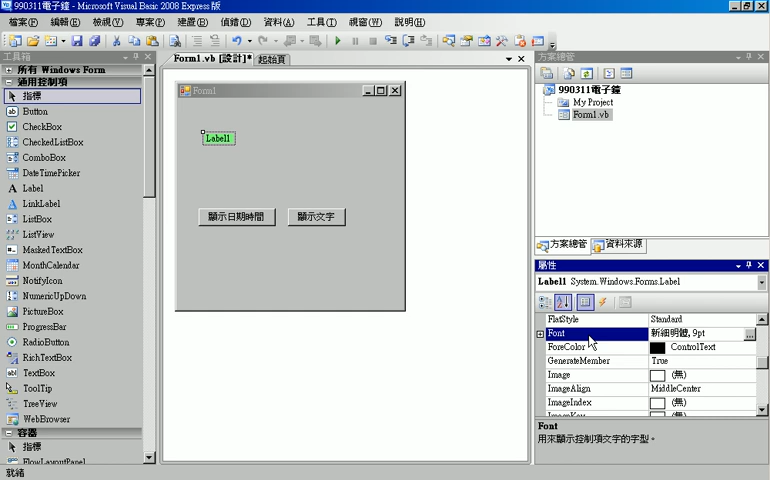 990311電子鐘 - Microsoft Visual Basic 2008 Express 版
檔案(F) 編輯(E) 檢視(V) 專案(P) 建置(B) 偵錯(D) 資料(A) 工具(T) 視窗(W) 說明(H)
工具箱
所有 Windows Form
通用控制項
指標
Button
CheckBox
CheckedListBox
ComboBox
DateTimePicker
Label
LinkLabel
ListBox
ListView
MaskedTextBox
MonthCalendar
NotifyIcon
NumericUpDown
PictureBox
ProgressBar
RadioButton
RichTextBox
TextBox
ToolTip
TreeView
WebBrowser
容器
指標
FlowLayoutPanel
Form1.vb [設計]* 起始頁
Form1
Label1
顯示日期時間 顯示文字
方案總管
990311電子鐘
My Project
Form1.vb
方案總管 資料來源
屬性
Label1 System.Windows.Forms.Label
FlatStyle Standard
Font 新細明體, 9pt
ForeColor ControlText
GenerateMember True
Image (無)
ImageAlign MiddleCenter
ImageIndex (無)
ImageKey (無)
Font
用來顯示控制項文字的字型。
就緒